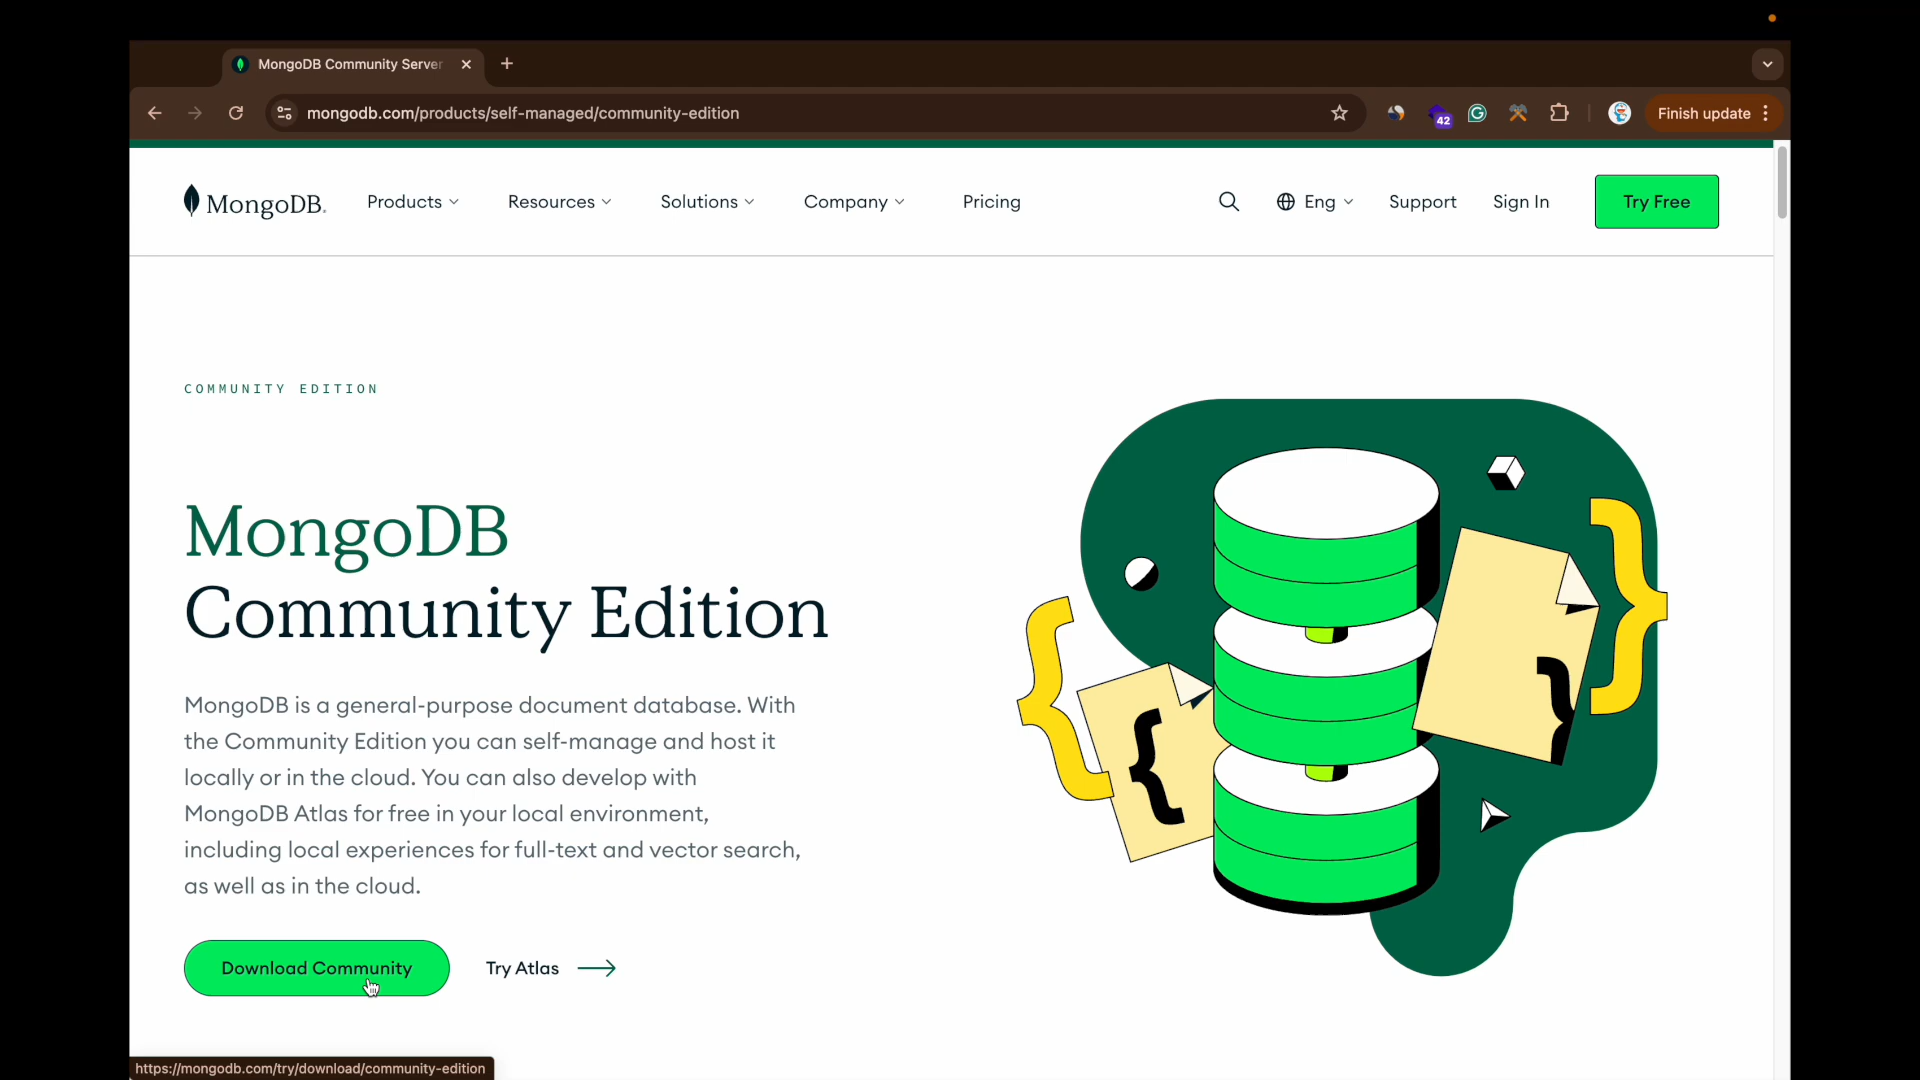 MongoDB Community Server
mongodb.com/products/self-managed/community-edition
42
Finish update
MongoDB.
Products
Resources
Solutions
Company
Pricing
Eng
Support
Sign In
Try Free
COMMUNITY EDITION
MongoDB
Community Edition
MongoDB is a general-purpose document database. With
the Community Edition you can self-manage and host it
locally or in the cloud. You can also develop with
MongoDB Atlas for free in your local environment,
including local experiences for full-text and vector search,
as well as in the cloud.
Download Community
Try Atlas
https://mongodb.com/try/download/community-edition